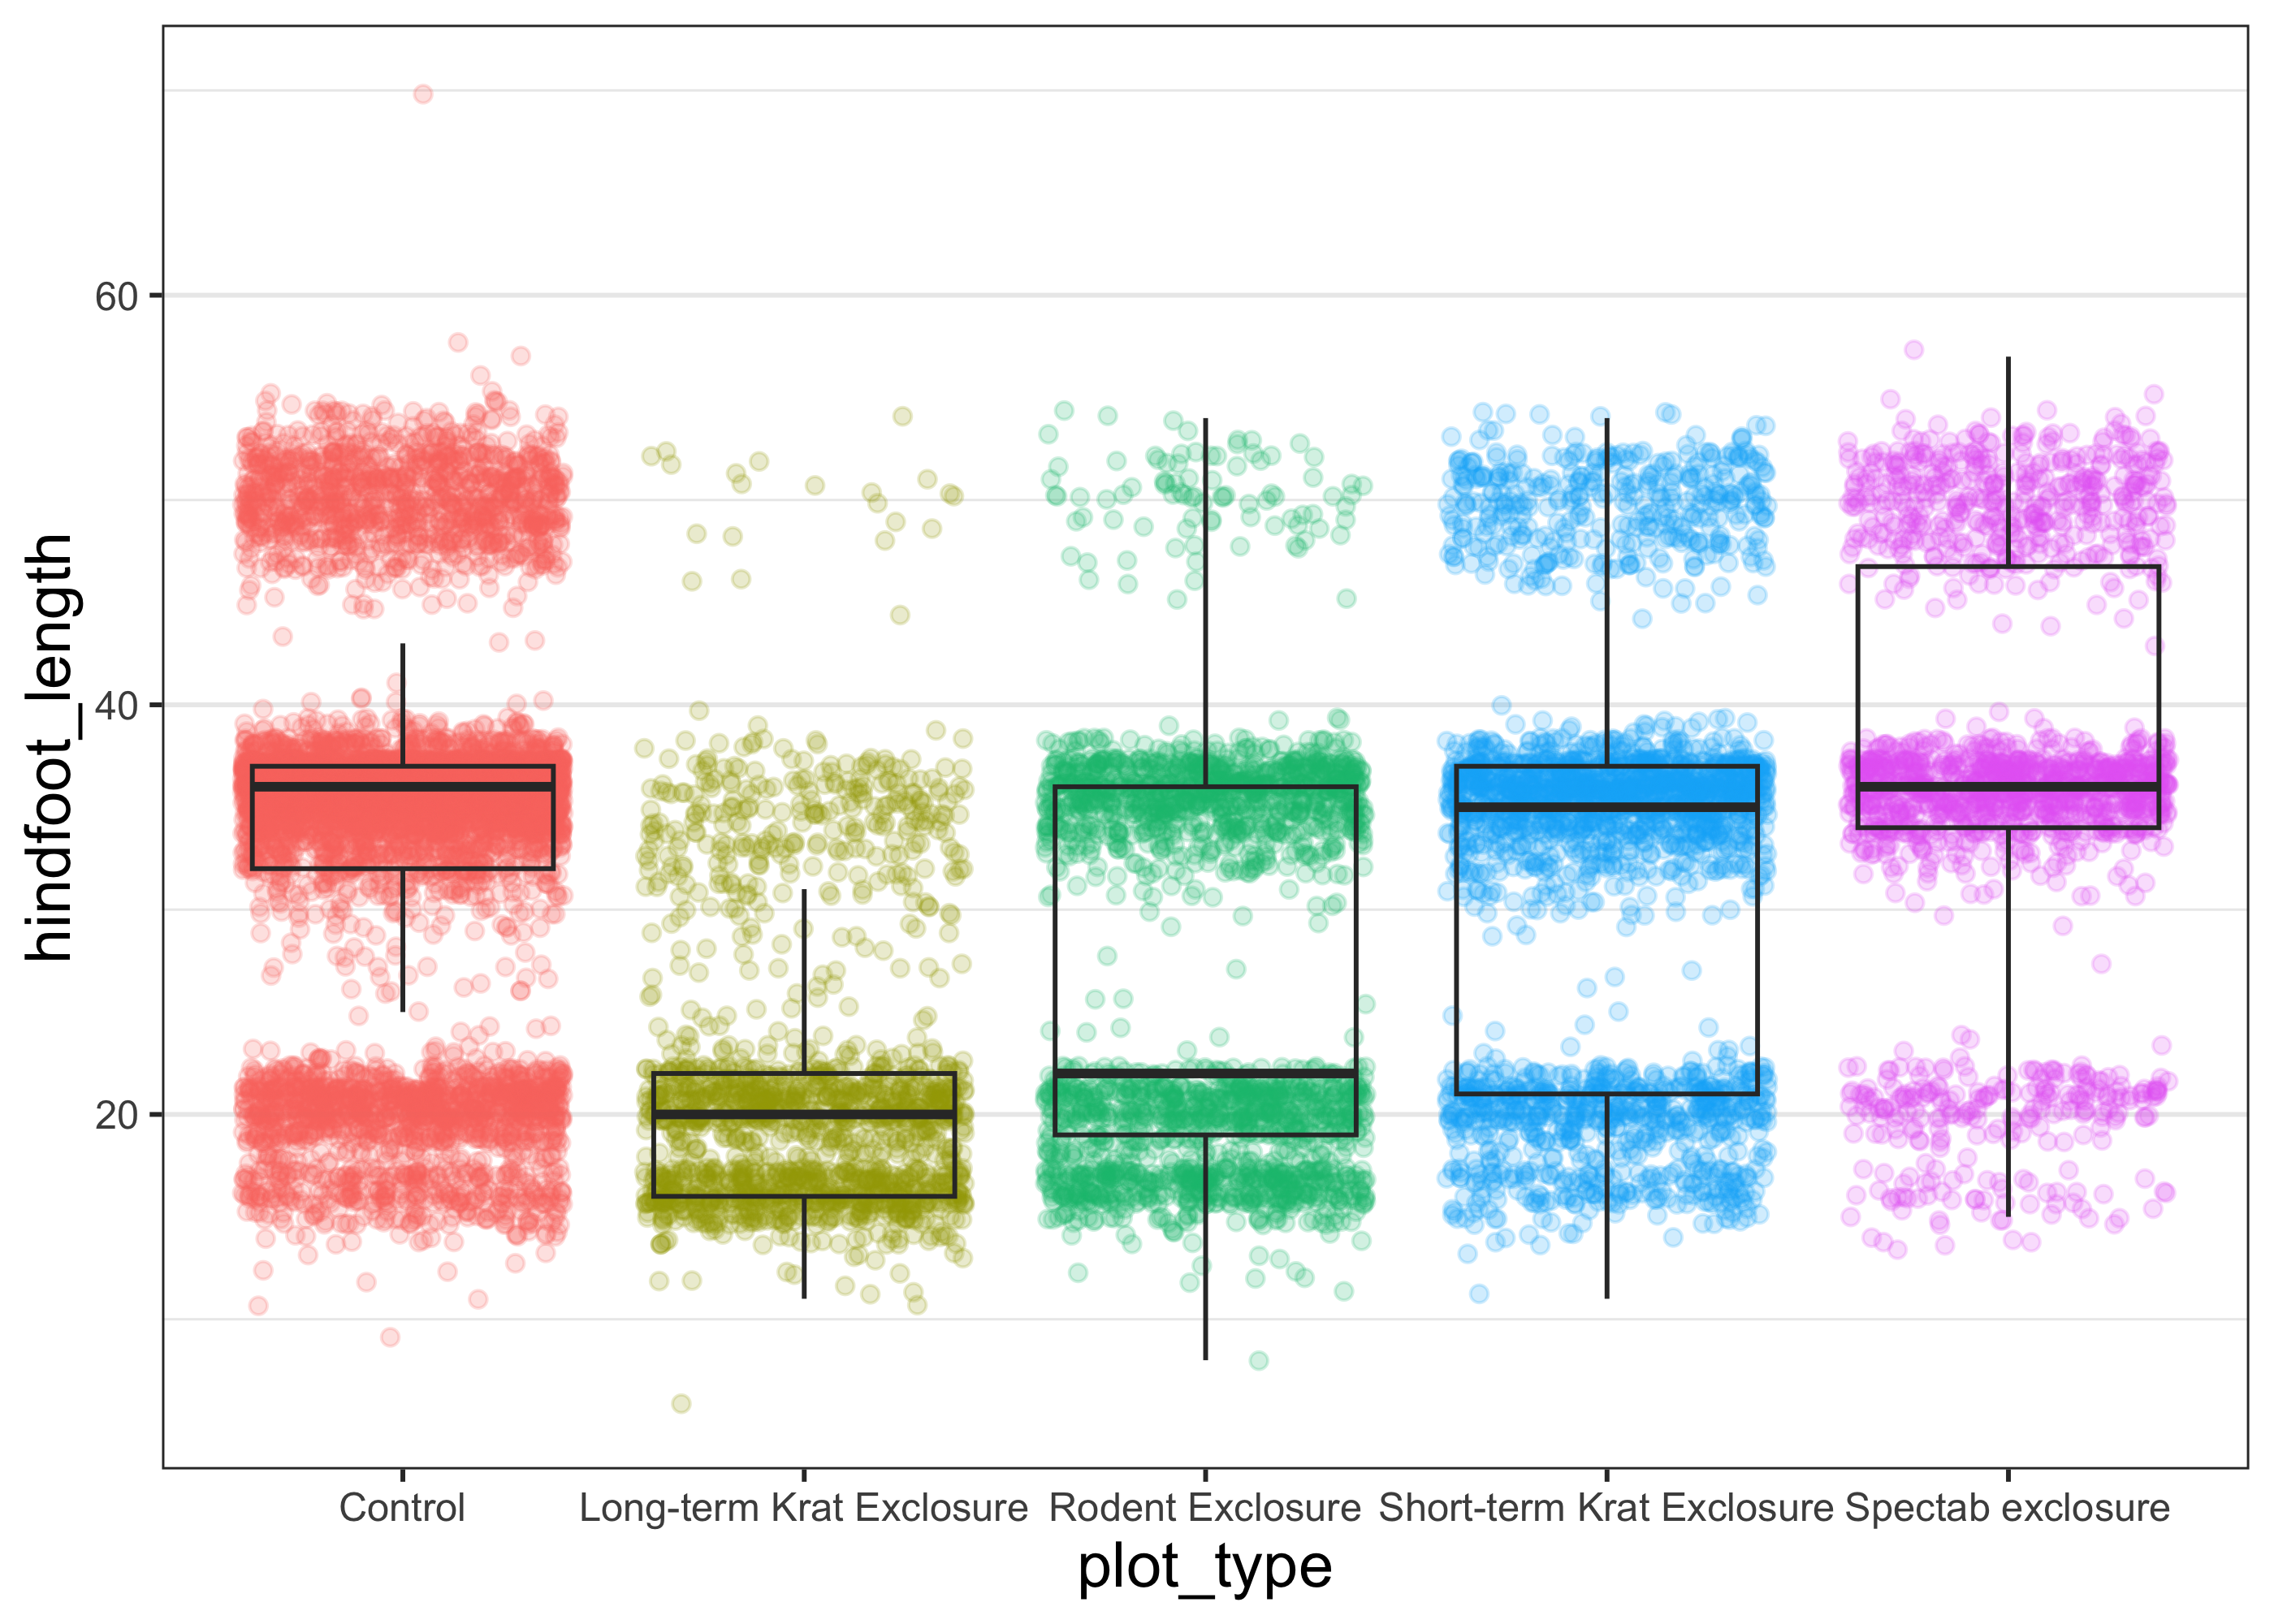 hindfoot_length
60
40
20
Control Long-term Krat Exclosure Rodent Exclosure Short-term Krat Exclosure Spectab exclosure
plot_type